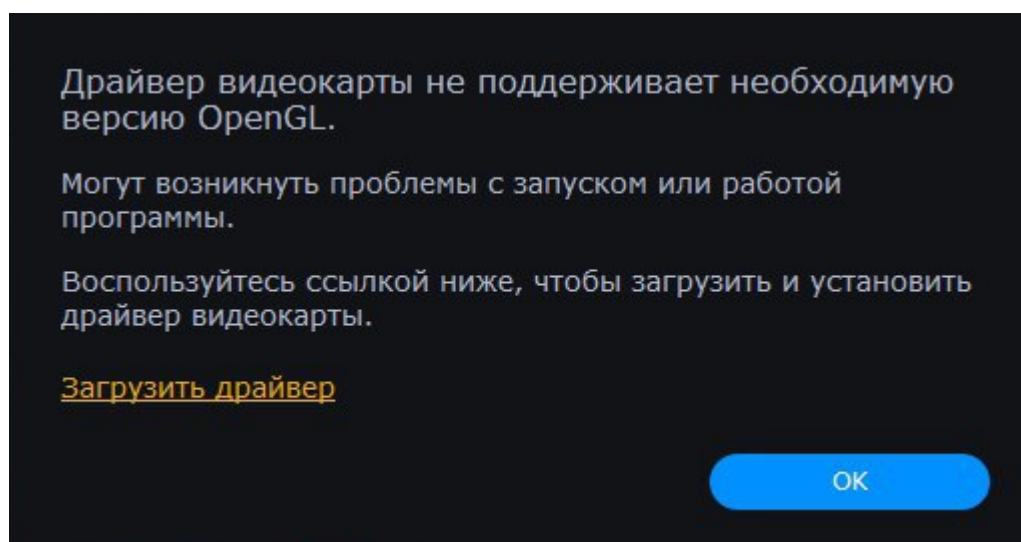 Драйвер видеокарты не поддерживает необходимую
версию OpenGL.
Могут возникнуть проблемы с запуском или работой
программы.
Воспользуйтесь ссылкой ниже, чтобы загрузить и установить
драйвер видеокарты.
Загрузить драйвер
OK